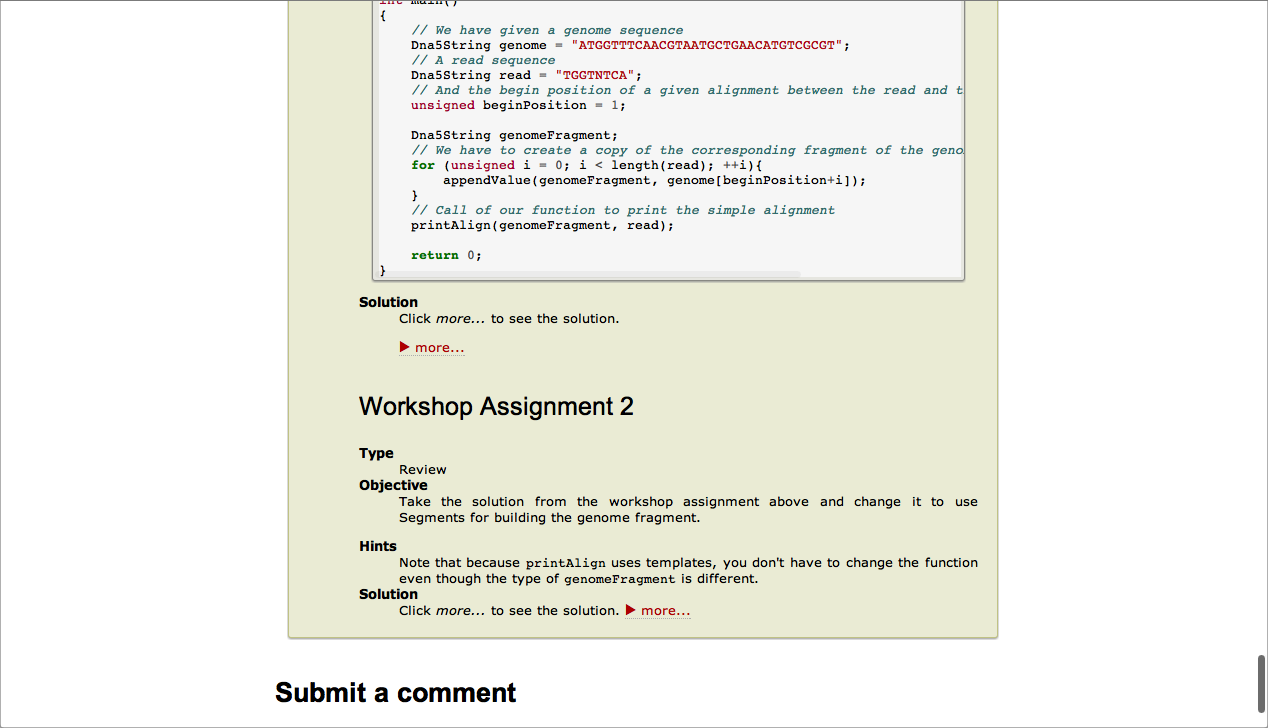 int main()
{
// We have given a genome sequence
Dna5String genome = "ATGGTTTCAACGTAATGCTGAACATGTCGCGT";
// A read sequence
Dna5String read = "TGGTNTCA";
// And the begin position of a given alignment between the read and t
unsigned beginPosition = 1;
Dna5String genomeFragment;
// We have to create a copy of the corresponding fragment of the geno
for (unsigned i = 0; i < length(read); ++i){
appendValue(genomeFragment, genome[beginPosition+i]);
}
// Call of our function to print the simple alignment
printAlign(genomeFragment, read);
return 0;
}
Solution
Click more... to see the solution.
▶ more...
Workshop Assignment 2
Type
Review
Objective
Take the solution from the workshop assignment above and change it to use
Segments for building the genome fragment.
Hints
Note that because printAlign uses templates, you don't have to change the function
even though the type of genomeFragment is different.
Solution
Click more... to see the solution. ▶ more...
Submit a comment